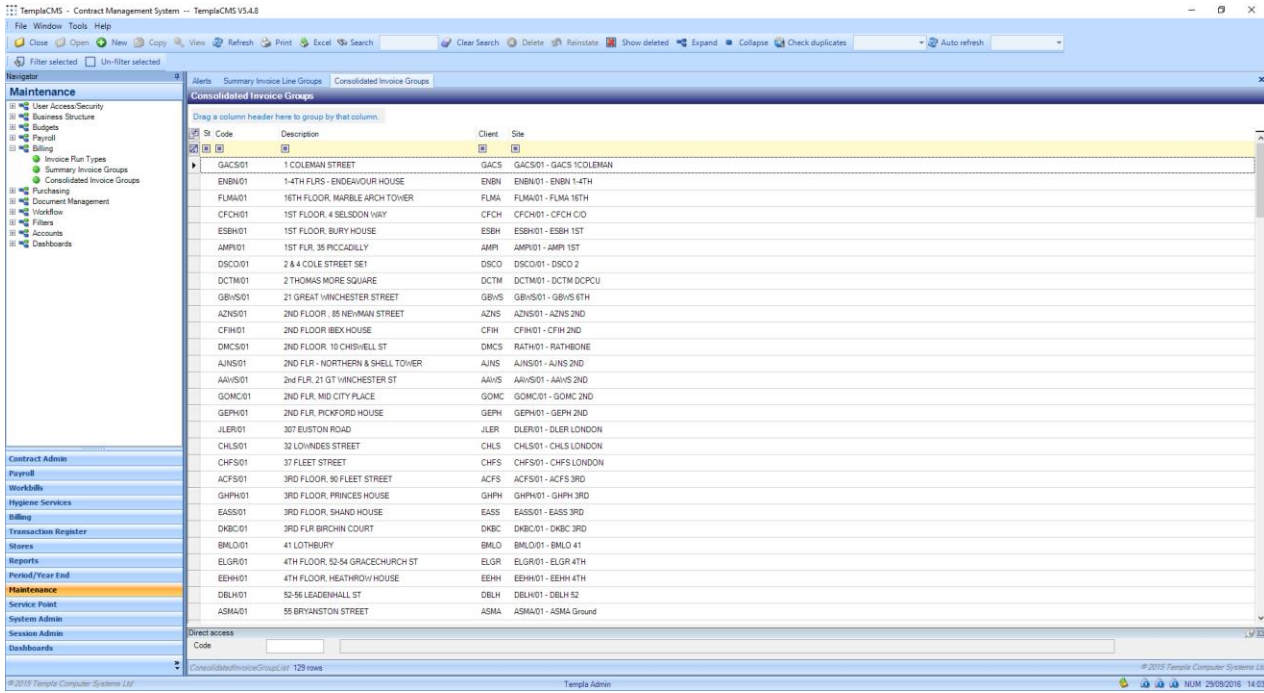 TemplaCMS - Contract Management System -- TemplaCMS V5.4.8
File Window Tools Help
Close Open New Copy View Refresh Print Excel Search Clear Search Delete Reinstate Show deleted Expand Collapse Check duplicates Auto refresh
Filter selected Un-filter selected
Navigator
Maintenance
User Access/Security
Business Structure
Budgets
Payroll
Billing
Invoice Run Types
Summary Invoice Groups
Consolidated Invoice Groups
Purchasing
Document Management
Workflow
Filters
Accounts
Dashboards
Contract Admin
Payroll
Workbills
Hygiene Services
Billing
Transaction Register
Stores
Reports
Period/Year End
Maintenance
Service Point
System Admin
Session Admin
Dashboards
Alerts Summary Invoice Line Groups Consolidated Invoice Groups
Consolidated Invoice Groups
Drag a column header here to group by that column.
St Code Description Client Site
GACS/01 1 COLEMAN STREET GACS GACS/01 - GACS 1COLEMAN
ENBN/01 1-4TH FLRS - ENDEAVOUR HOUSE ENBN ENBN/01 - ENBN 1-4TH
FLMA/01 16TH FLOOR, MARBLE ARCH TOWER FLMA FLMA/01 - FLMA 16TH
CFCH/01 1ST FLOOR, 4 SELSDON WAY CFCH CFCH/01 - CFCH C/O
ESBH/01 1ST FLOOR, BURY HOUSE ESBH ESBH/01 - ESBH 1ST
AMPI/01 1ST FLR, 35 PICCADILLY AMPI AMPI/01 - AMPI 1ST
DSCO/01 2 & 4 COLE STREET SE1 DSCO DSCO/01 - DSCO 2
DCTM/01 2 THOMAS MORE SQUARE DCTM DCTM/01 - DCTM DCPCU
GBWS/01 21 GREAT WINCHESTER STREET GBWS GBWS/01 - GBWS 6TH
AZNS/01 2ND FLOOR , 85 NEWMAN STREET AZNS AZNS/01 - AZNS 2ND
CFIH/01 2ND FLOOR IBEX HOUSE CFIH CFIH/01 - CFIH 2ND
DMCS/01 2ND FLOOR. 10 CHISWELL ST DMCS RATH/01 - RATHBONE
AJNS/01 2ND FLR - NORTHERN & SHELL TOWER AJNS AJNS/01 - AJNS 2ND
AAWS/01 2nd FLR, 21 GT WINCHESTER ST AAWS AAWS/01 - AAWS 2ND
GOMC/01 2ND FLR, MID CITY PLACE GOMC GOMC/01 - GOMC 2ND
GEPH/01 2ND FLR, PICKFORD HOUSE GEPH GEPH/01 - GEPH 2ND
JLER/01 307 EUSTON ROAD JLER DLER/01 - DLER LONDON
CHLS/01 32 LOWNDES STREET CHLS CHLS/01 - CHLS LONDON
CHFS/01 37 FLEET STREET CHFS CHFS/01 - CHFS LONDON
ACFS/01 3RD FLOOR, 90 FLEET STREET ACFS ACFS/01 - ACFS 3RD
GHPH/01 3RD FLOOR, PRINCES HOUSE GHPH GHPH/01 - GHPH 3RD
EASS/01 3RD FLOOR, SHAND HOUSE EASS EASS/01 - EASS 3RD
DKBC/01 3RD FLR BIRCHIN COURT DKBC DKBC/01 - DKBC 3RD
BMLO/01 41 LOTHBURY BMLO BMLO/01 - BMLO 41
ELGR/01 4TH FLOOR, 52-54 GRACECHURCH ST ELGR ELGR/01 - ELGR 4TH
EEHH/01 4TH FLOOR, HEATHROW HOUSE EEHH EEHH/01 - EEHH 4TH
DBLH/01 52-56 LEADENHALL ST DBLH DBLH/01 - DBLH 52
ASMA/01 55 BRYANSTON STREET ASMA ASMA/01 - ASMA Ground
Direct access
Code
ConsolidatedInvoiceGroupList 129 rows © 2015 Templa Computer Systems Ltd
© 2015 Templa Computer Systems Ltd Templa Admin NUM 29/09/2016 14:03